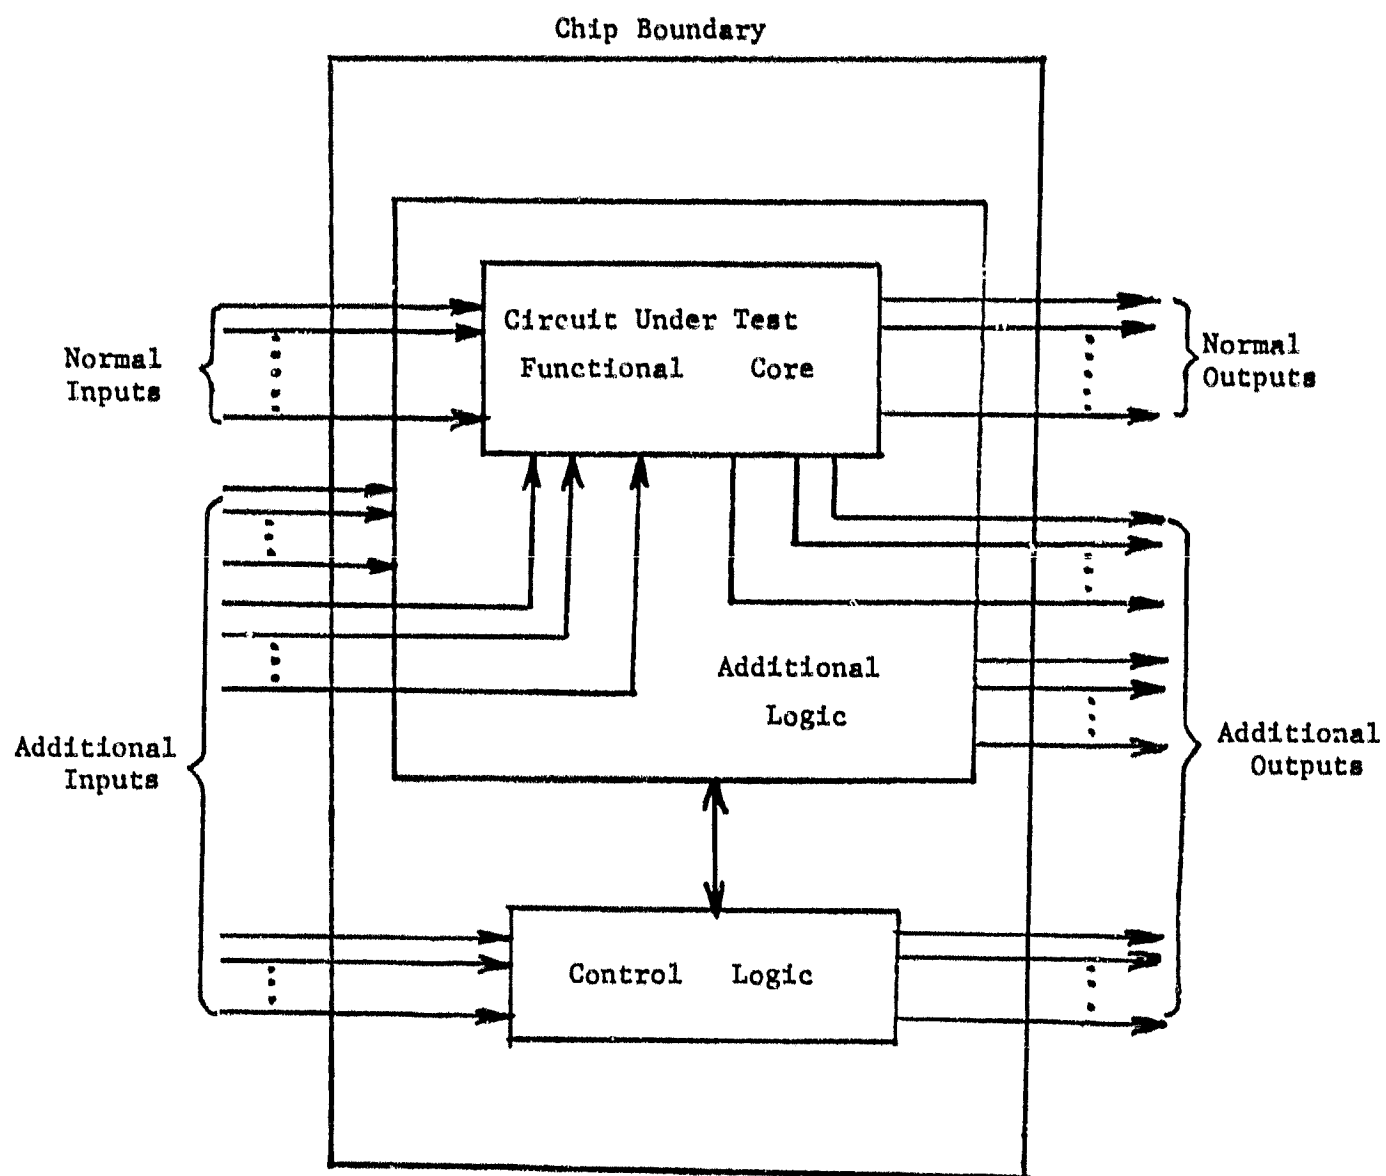 Chip Boundary
Circuit Under Test
Functional Core
Normal
Inputs
Normal
Outputs
Additional
Logic
Additional
Inputs
Additional
Outputs
Control Logic